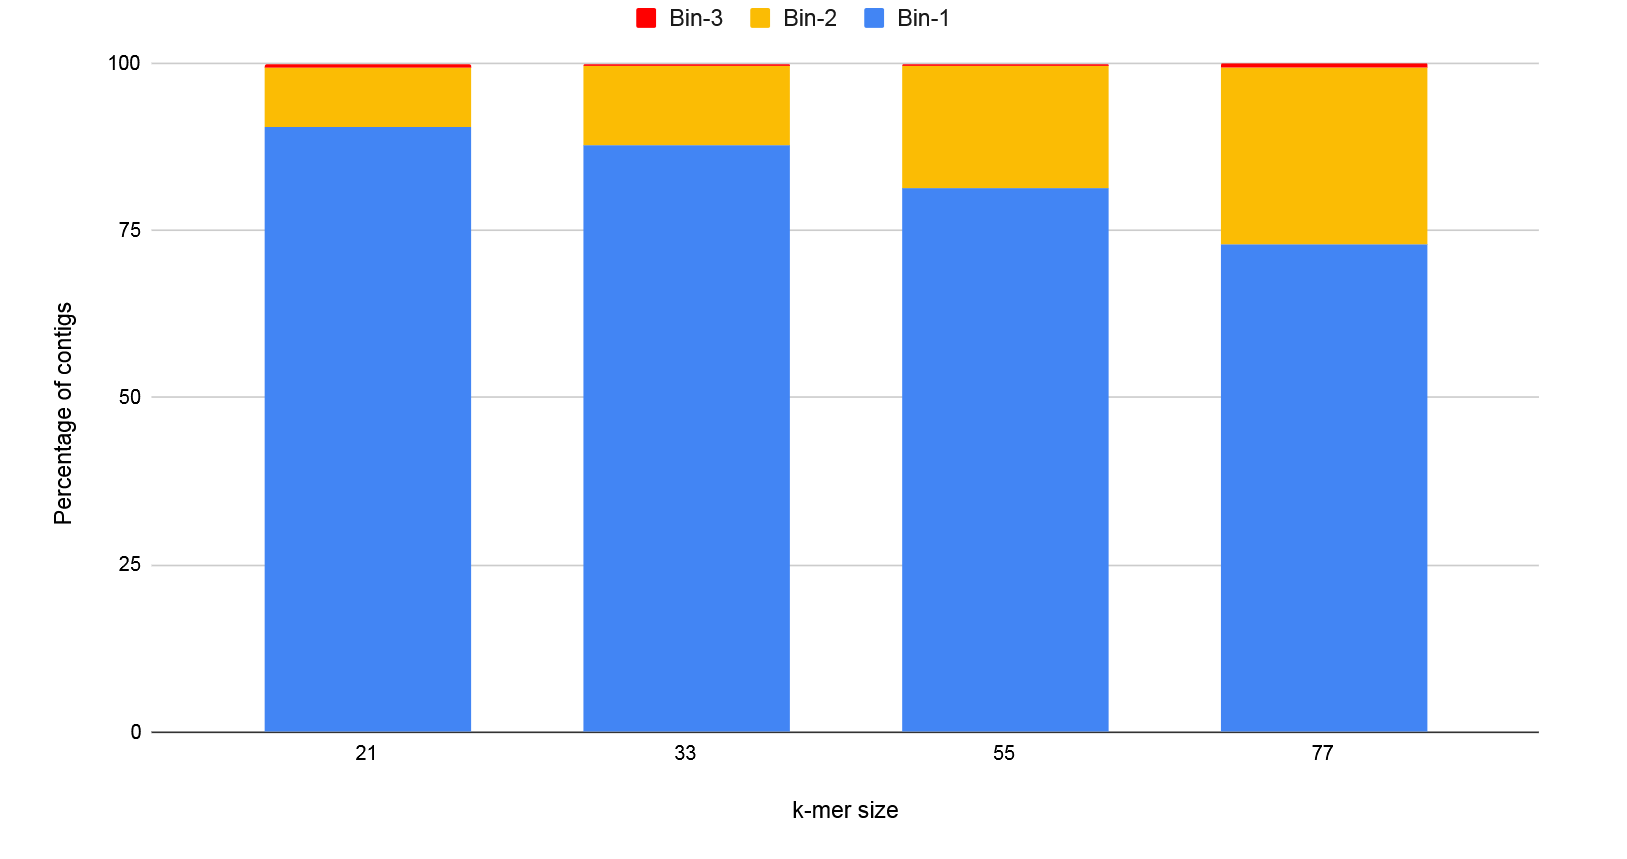 Bin-3 Bin-2 Bin-1
100
75
50
25
0
Percentage of contigs
21 33 55 77
k-mer size